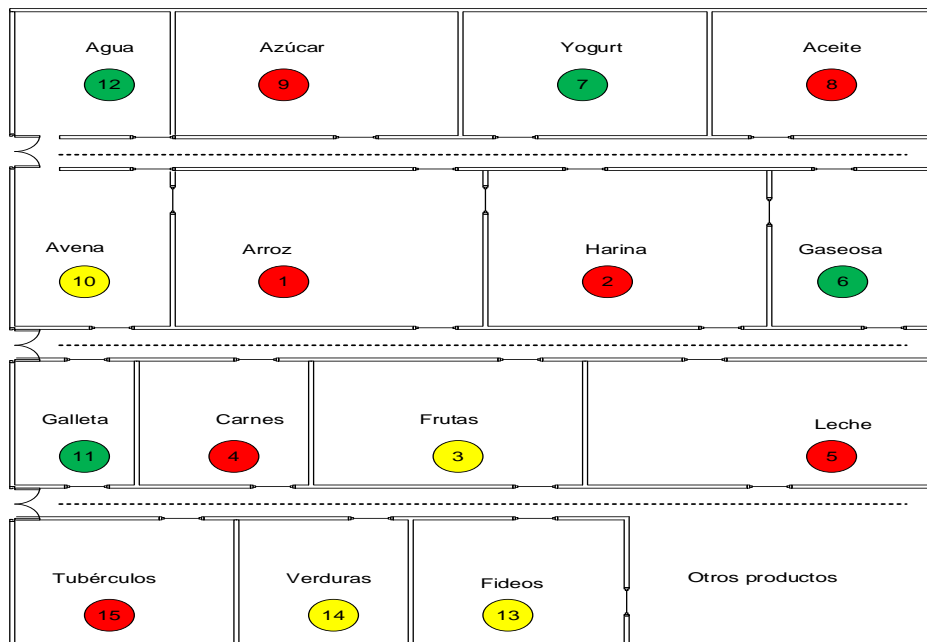 Agua Azúcar Yogurt Aceite
12 9 7 8
Avena Arroz Harina Gaseosa
10 1 2 6
Galleta Carnes Frutas Leche
11 4 3 5
Tubérculos Verduras Fideos Otros productos
15 14 13